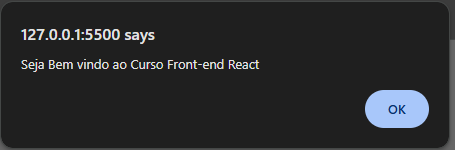 127.0.0.1:5500 says
Seja Bem vindo ao Curso Front-end React
OK